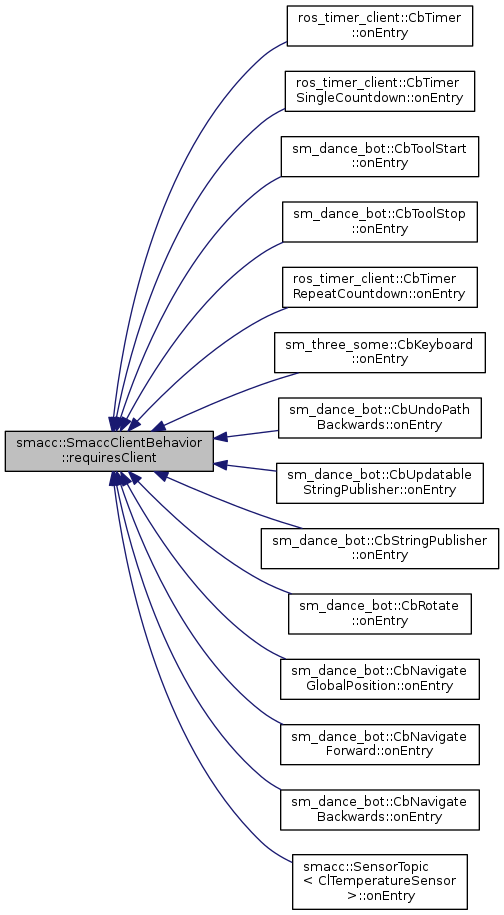 ros_timer_client::CbTimer
::onEntry
ros_timer_client::CbTimer
SingleCountdown::onEntry
sm_dance_bot::CbToolStart
::onEntry
sm_dance_bot::CbToolStop
::onEntry
ros_timer_client::CbTimer
RepeatCountdown::onEntry
sm_three_some::CbKeyboard
::onEntry
sm_dance_bot::CbUndoPath
Backwards::onEntry
smacc::SmaccClientBehavior
::requiresClient
sm_dance_bot::CbUpdatable
StringPublisher::onEntry
sm_dance_bot::CbStringPublisher
::onEntry
sm_dance_bot::CbRotate
::onEntry
sm_dance_bot::CbNavigate
GlobalPosition::onEntry
sm_dance_bot::CbNavigate
Forward::onEntry
sm_dance_bot::CbNavigate
Backwards::onEntry
smacc::SensorTopic
< ClTemperatureSensor
>::onEntry